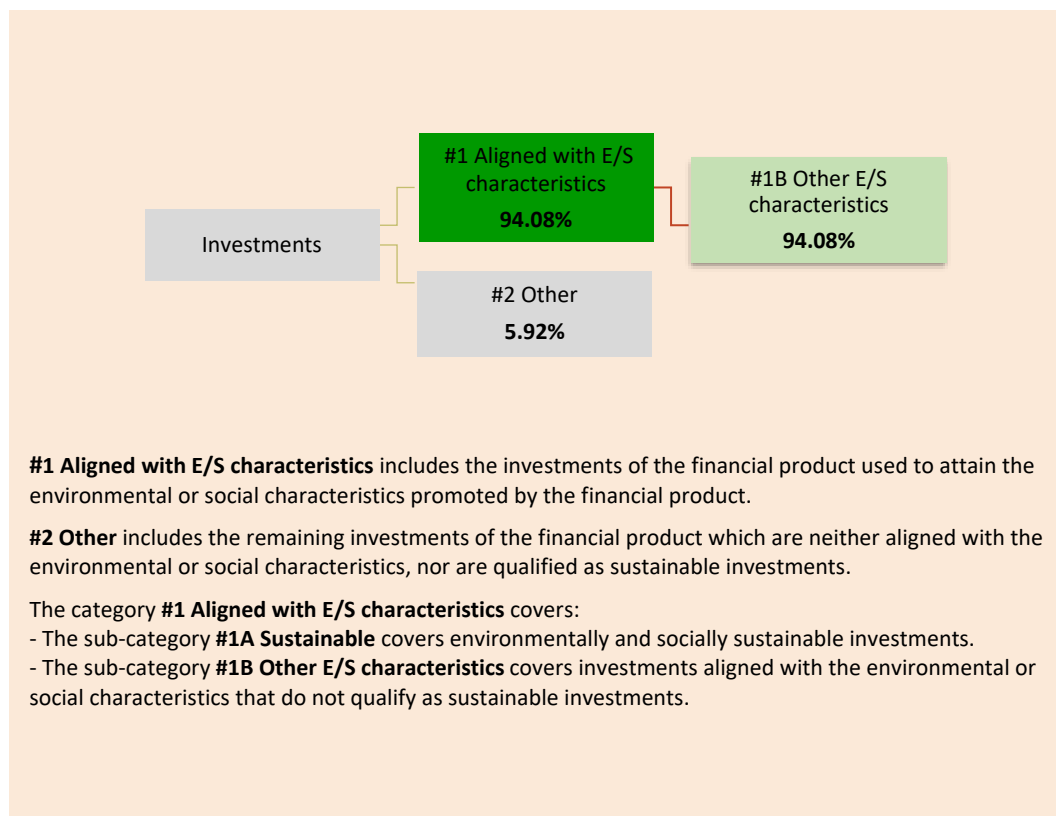 #1 Aligned with E/S
characteristics
94.08%
#1B Other E/S
characteristics
94.08%
Investments
#2 Other
5.92%
#1 Aligned with E/S characteristics includes the investments of the financial product used to attain the
environmental or social characteristics promoted by the financial product.
#2 Other includes the remaining investments of the financial product which are neither aligned with the
environmental or social characteristics, nor are qualified as sustainable investments.
The category #1 Aligned with E/S characteristics covers:
- The sub-category #1A Sustainable covers environmentally and socially sustainable investments.
- The sub-category #1B Other E/S characteristics covers investments aligned with the environmental or
social characteristics that do not qualify as sustainable investments.